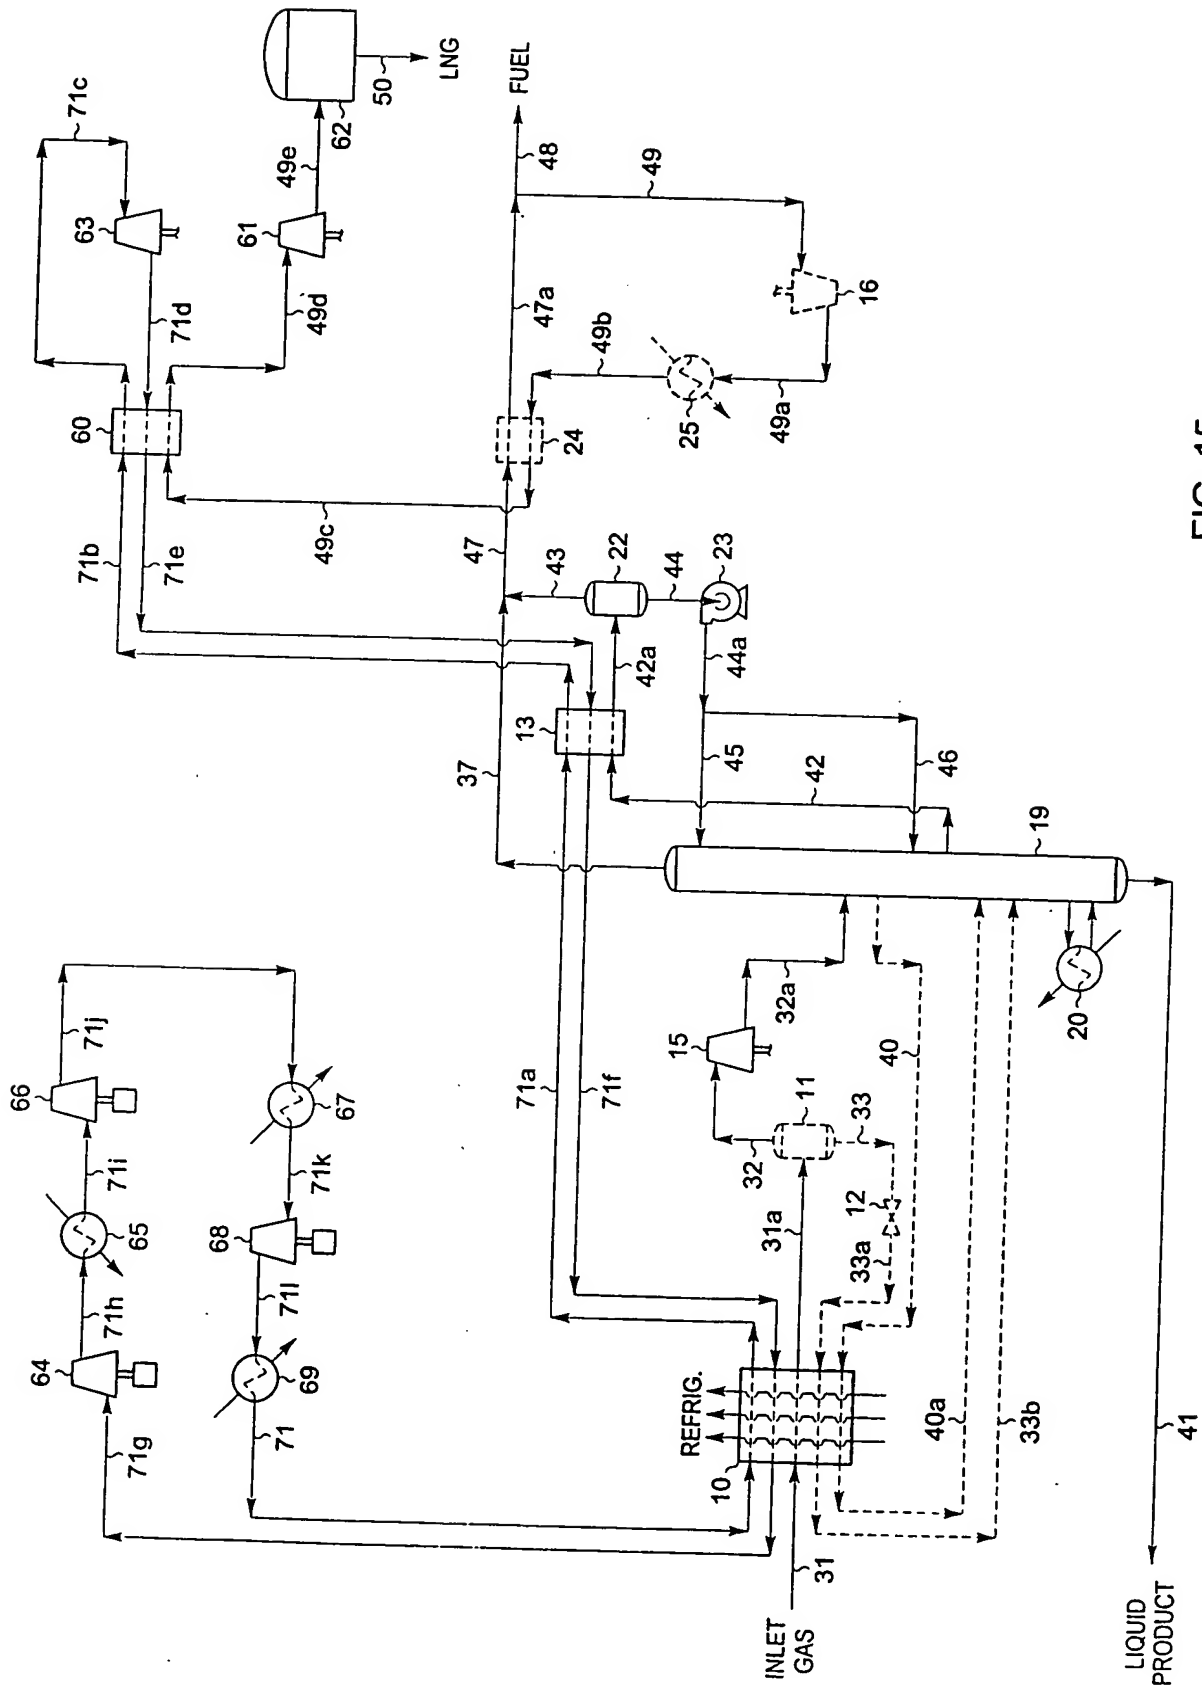 71c
LNG
50
62
49e
63
61
71d
49d
60
71b
71e
49c
FUEL
48
49
47a
49b
16
25
49a
24
47
43
22
44
23
42a
44a
13
37
45
46
42
19
71j
66
67
71i
71k
65
68
71h
71l
64
69
71g
71
71a
71f
15
32a
40
20
11
32
33
12
31a
33a
REFRIG.
10
40a
33b
41
31
INLET
GAS
LIQUID
PRODUCT
FIG. 15